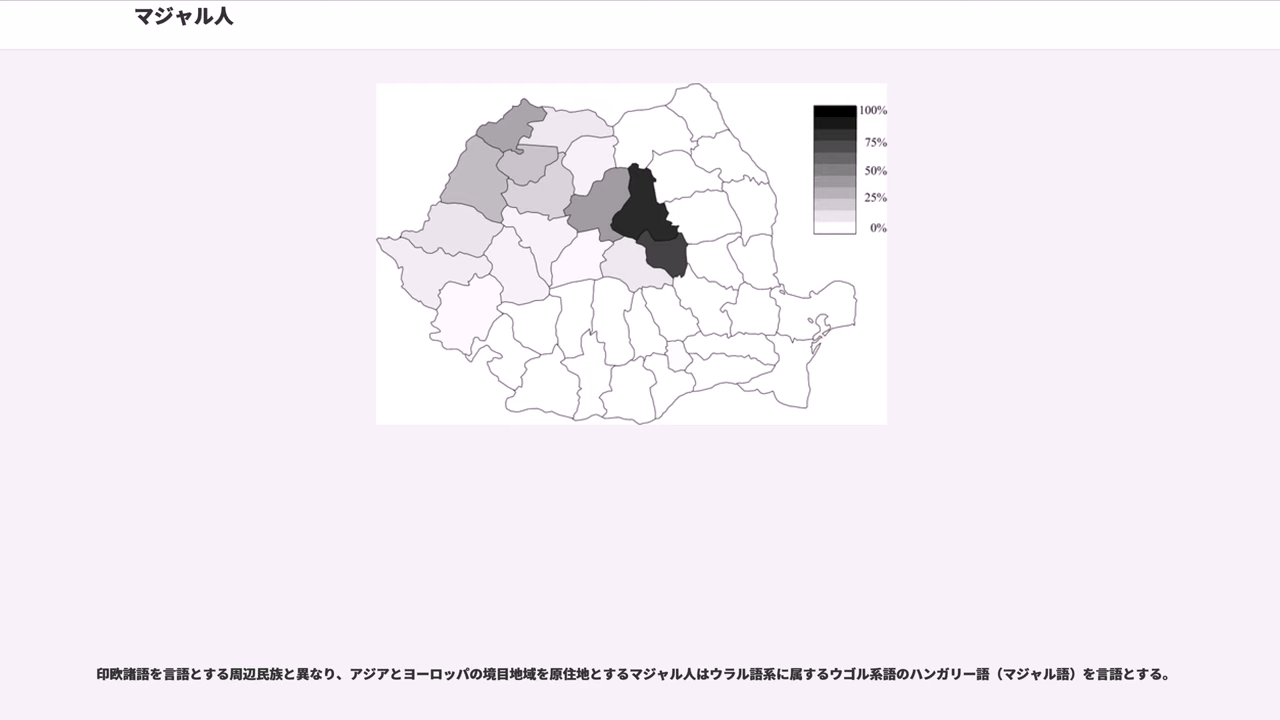 マジャル人
100%
75%
50%
25%
0%
印欧諸語を言語とする周辺民族と異なり、アジアとヨーロッパの境目地域を原住地とするマジャル人はウラル語系に属するウゴル系語のハンガリー語（マジャル語）を言語とする。